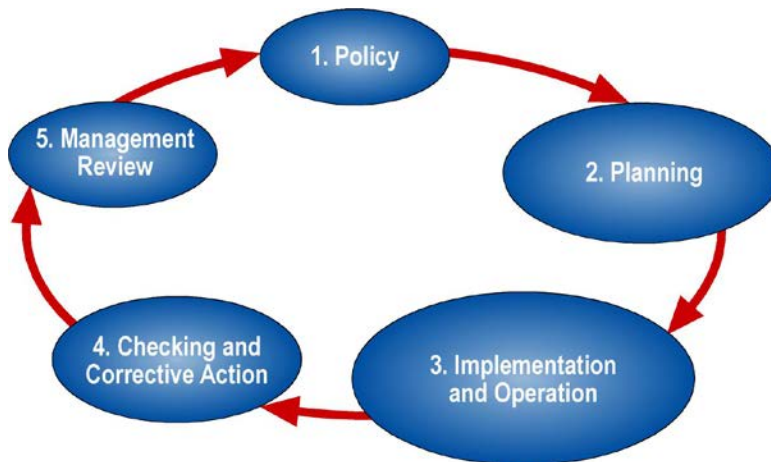 1. Policy
2. Planning
3. Implementation
and Operation
4. Checking and
Corrective Action
5. Management
Review